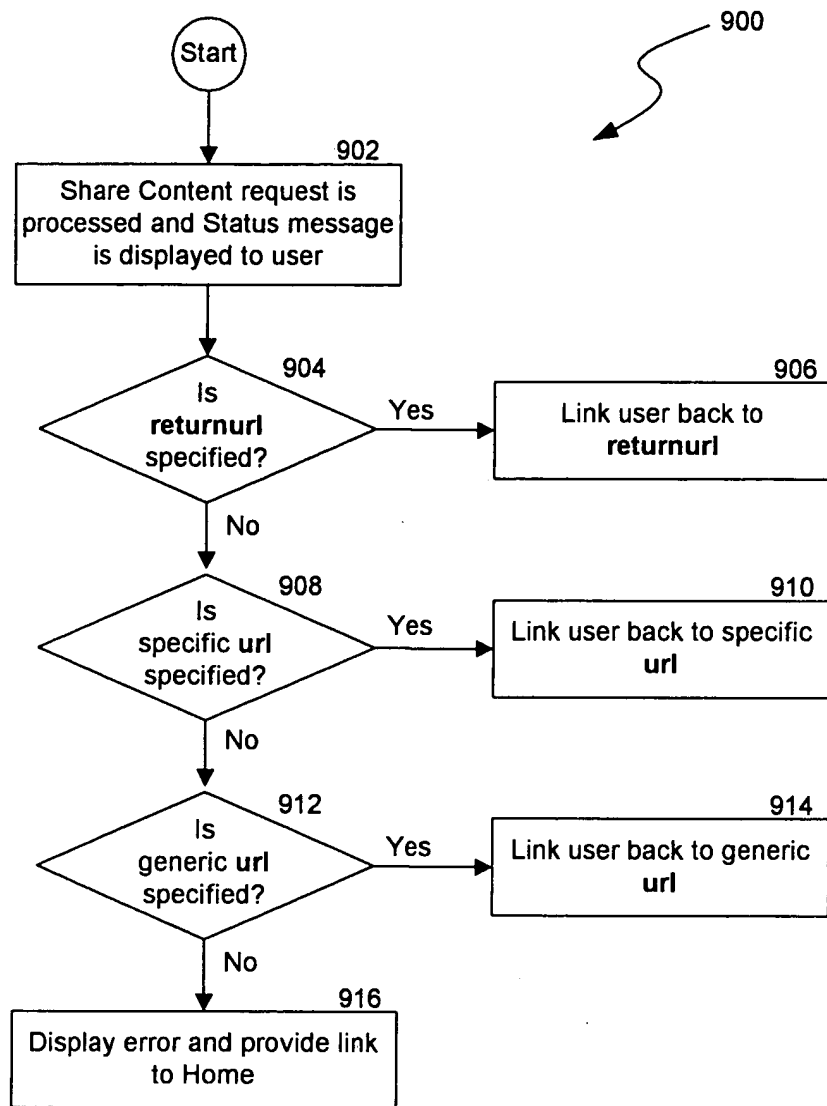 Start
900
902
Share Content request is
processed and Status message
is displayed to user
904
Is
returnurl
specified?
Yes
906
Link user back to
returnurl
No
908
Is
specific url
specified?
Yes
910
Link user back to specific
url
No
912
Is
generic url
specified?
Yes
914
Link user back to generic
url
No
916
Display error and provide link
to Home